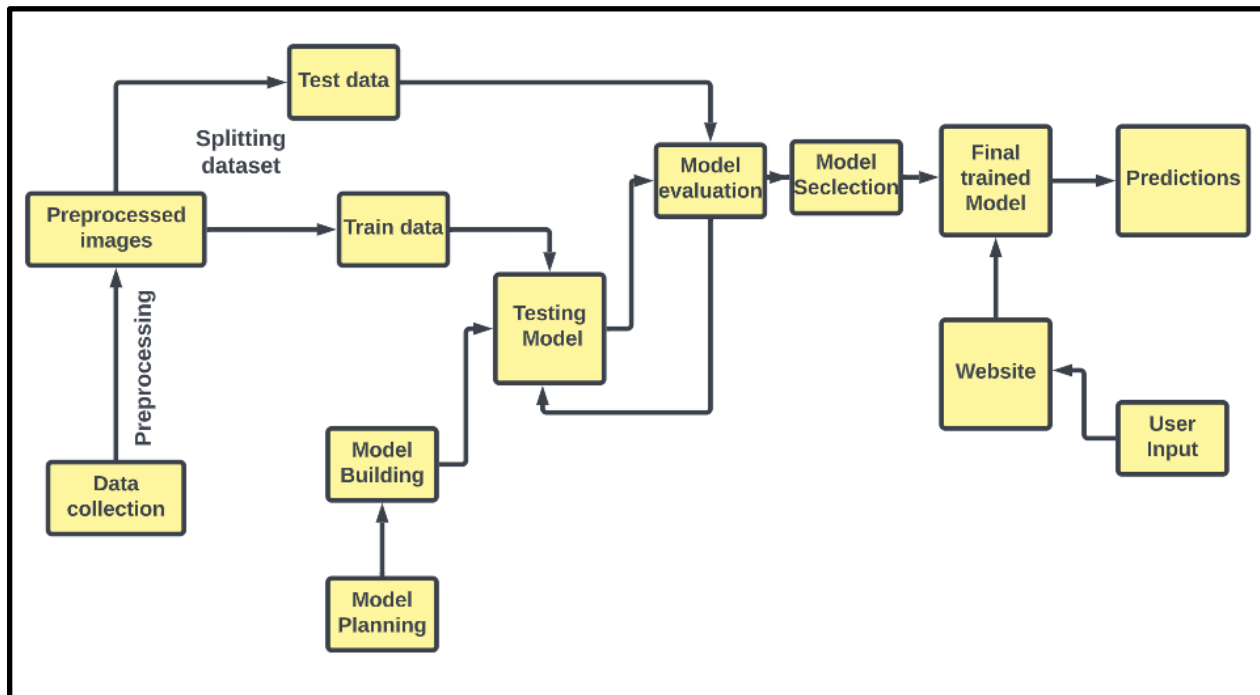 Test data
Splitting
dataset
Preprocessed
images
Train data
Model
evaluation
Model
Seclection
Final
trained
Model
Predictions
Testing
Model
Preprocessing
Website
User
Input
Model
Building
Data
collection
Model
Planning